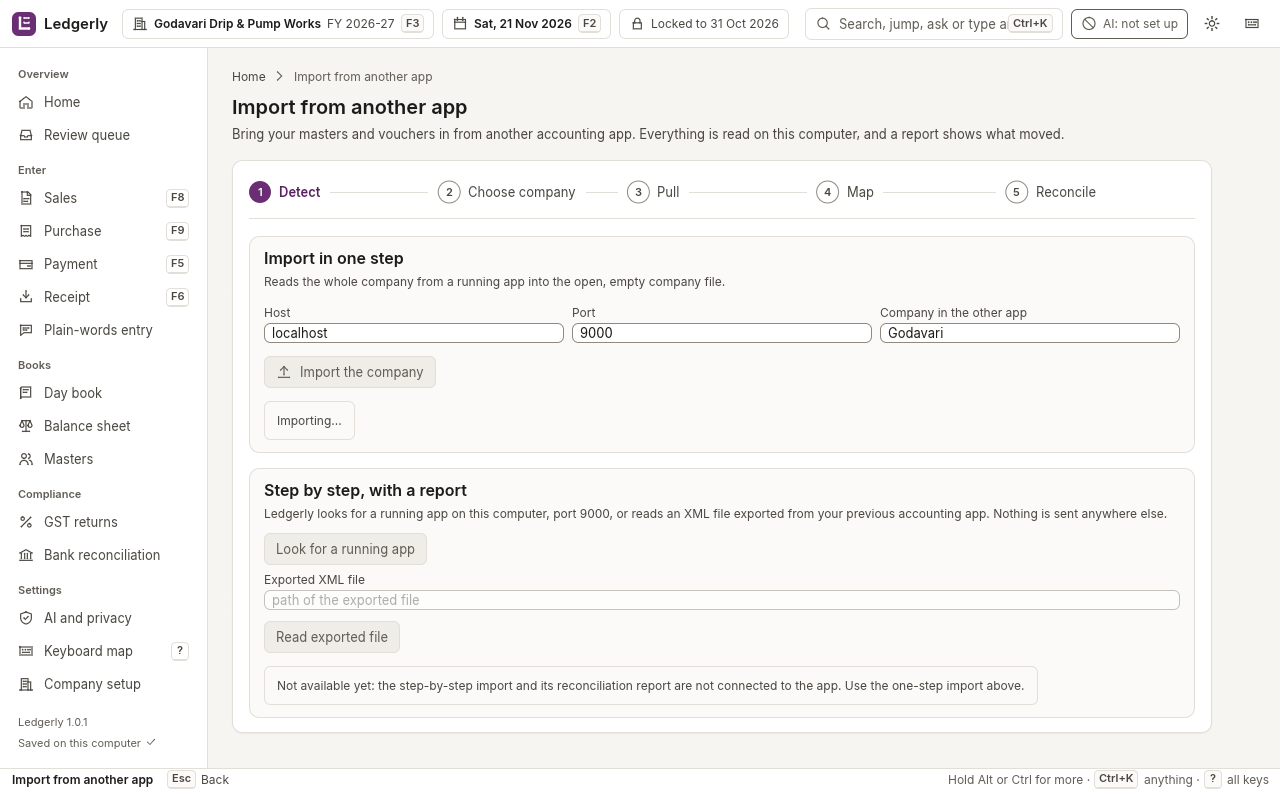 Ledgerly
Godavari Drip & Pump Works FY 2026-27 F3
Sat, 21 Nov 2026 F2
Locked to 31 Oct 2026
Search, jump, ask or type a Ctrl+K
AI: not set up
Overview
Home
Review queue
Enter
Sales F8
Purchase F9
Payment F5
Receipt F6
Plain-words entry
Books
Day book
Balance sheet
Masters
Compliance
GST returns
Bank reconciliation
Settings
AI and privacy
Keyboard map ?
Company setup
Ledgerly 1.0.1
Saved on this computer
Home Import from another app
Import from another app
Bring your masters and vouchers in from another accounting app. Everything is read on this computer, and a report shows what moved.
1 Detect 2 Choose company 3 Pull 4 Map 5 Reconcile
Import in one step
Reads the whole company from a running app into the open, empty company file.
Host Port Company in the other app
localhost 9000 Godavari
Import the company
Importing...
Step by step, with a report
Ledgerly looks for a running app on this computer, port 9000, or reads an XML file exported from your previous accounting app. Nothing is sent anywhere else.
Look for a running app
Exported XML file
path of the exported file
Read exported file
Not available yet: the step-by-step import and its reconciliation report are not connected to the app. Use the one-step import above.
Import from another app Esc Back
Hold Alt or Ctrl for more · Ctrl+K anything · ? all keys